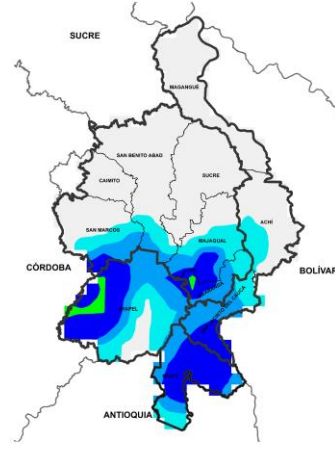 SUCRE
MAGANGUÉ
SAN BENITO ABAD
CAIMITO
SUCRE
SAN MARCOS
MAJAGUAL
ACHÍ
CÓRDOBA
BOLÍVAR
ANTIOQUIA